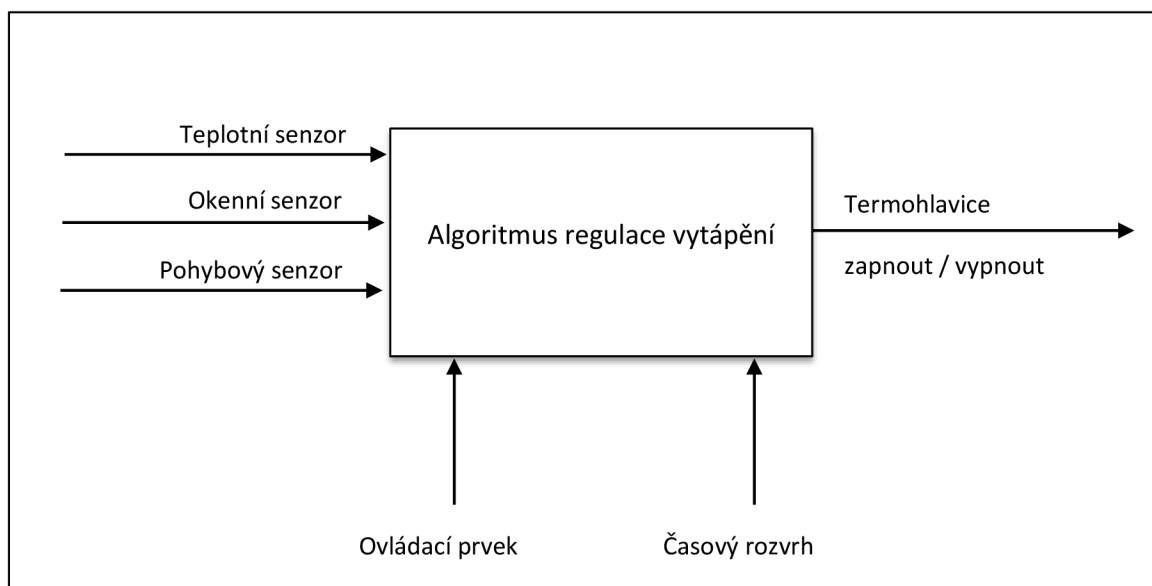 Teplotní senzor
Okenní senzor
Pohybový senzor
Algoritmus regulace vytápění
Termohlavice
zapnout / vypnout
Ovládací prvek
Časový rozvrh